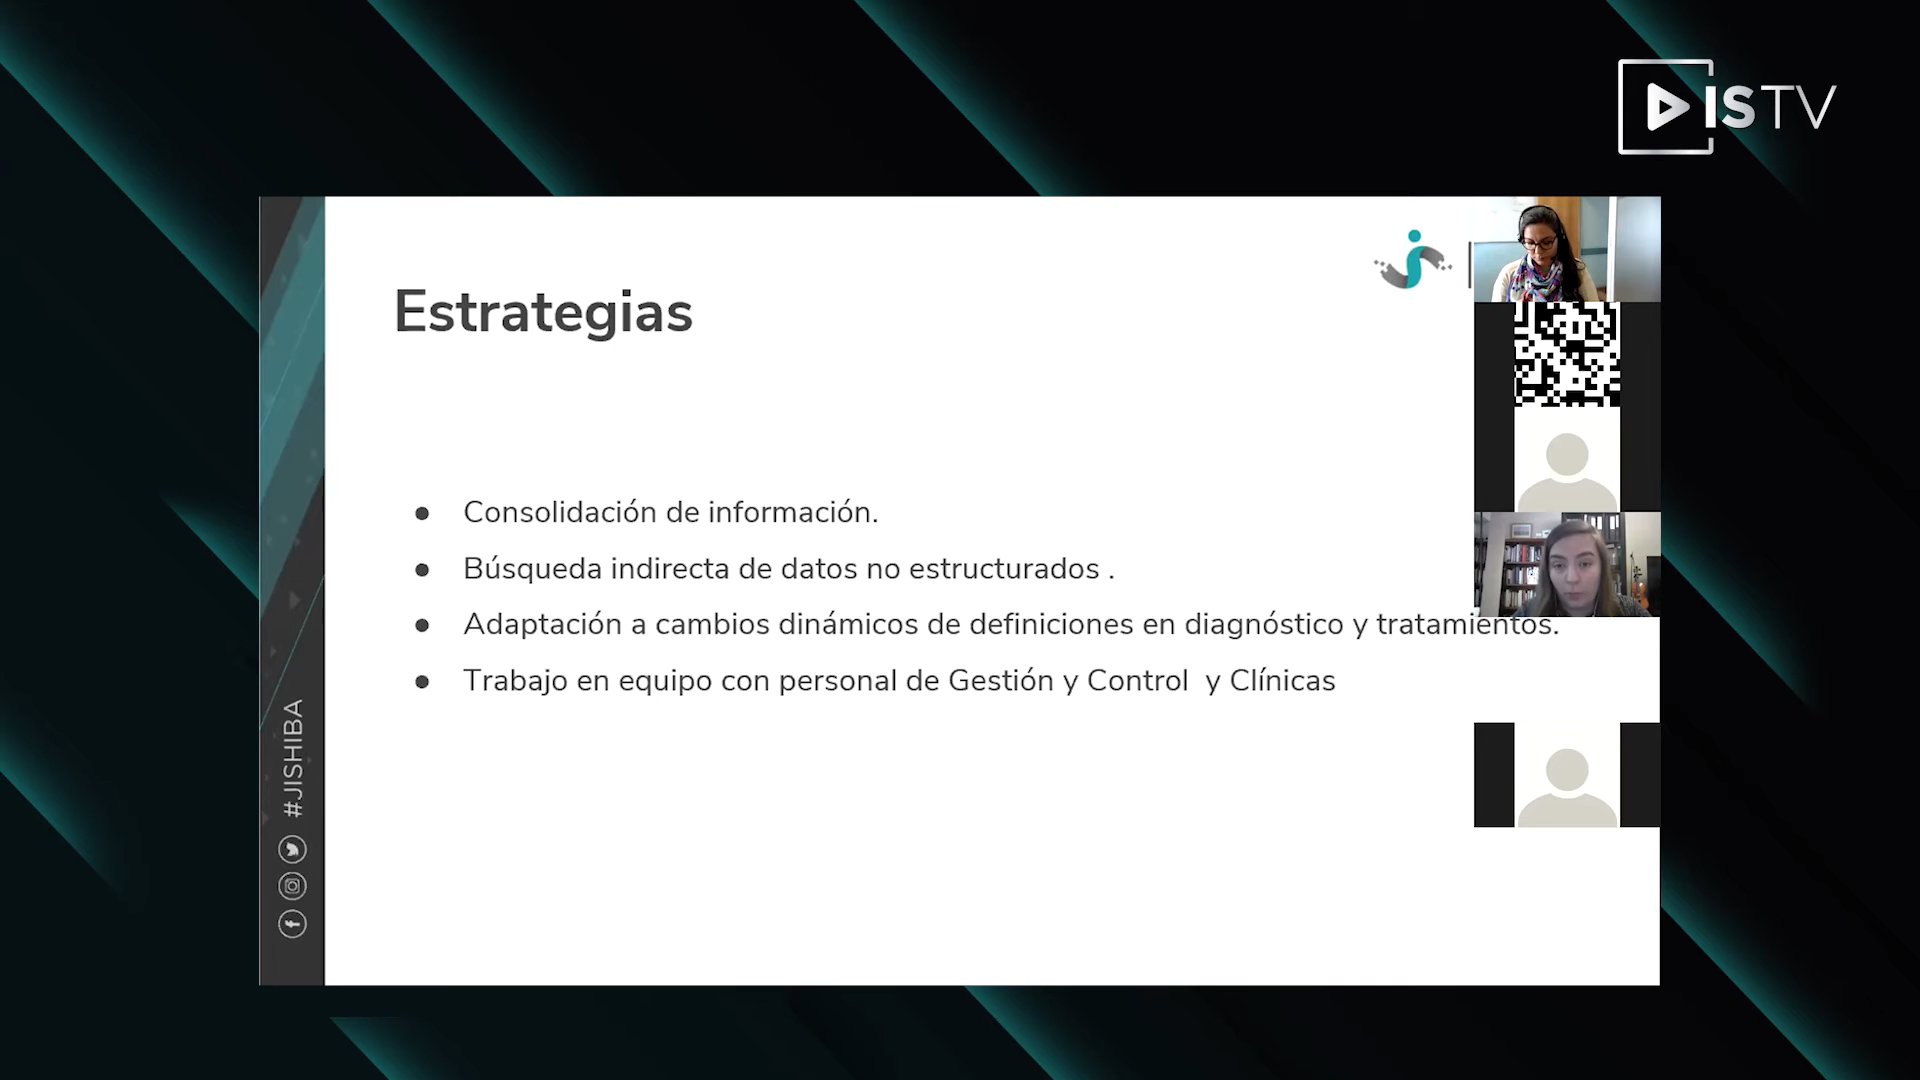 ISTV
Estrategias
● Consolidación de información.
● Búsqueda indirecta de datos no estructurados .
● Adaptación a cambios dinámicos de definiciones en diagnóstico y tratamientos.
● Trabajo en equipo con personal de Gestión y Control  y Clínicas
#JISHIBA